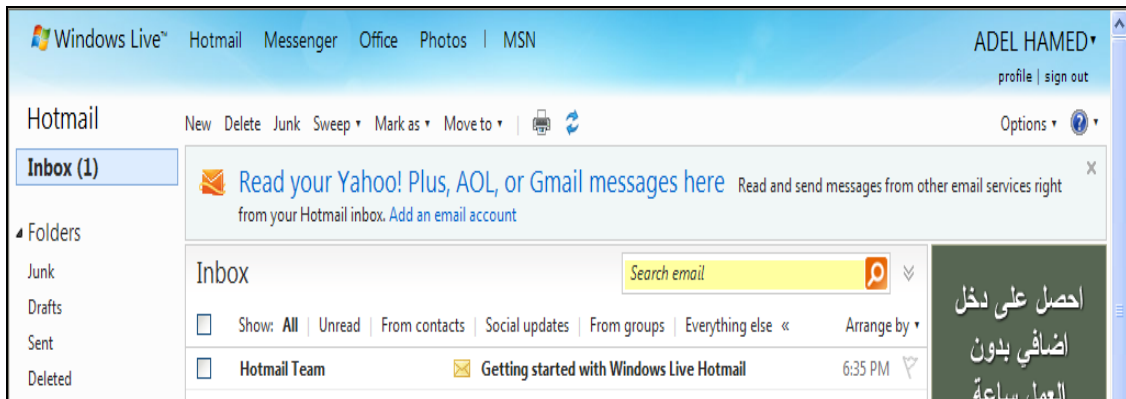 Windows Live™ Hotmail Messenger Office Photos | MSN ADEL HAMED
profile | sign out
Hotmail New Delete Junk Sweep Mark as Move to | Options
Inbox (1)
Read your Yahoo! Plus, AOL, or Gmail messages here Read and send messages from other email services right
from your Hotmail inbox. Add an email account
Folders
Junk
Drafts
Sent
Deleted
Inbox Search email
Show: All | Unread | From contacts | Social updates | From groups | Everything else « Arrange by
Hotmail Team Getting started with Windows Live Hotmail 6:35 PM
احصل على دخل
اضافي بدون
العمل ساعة